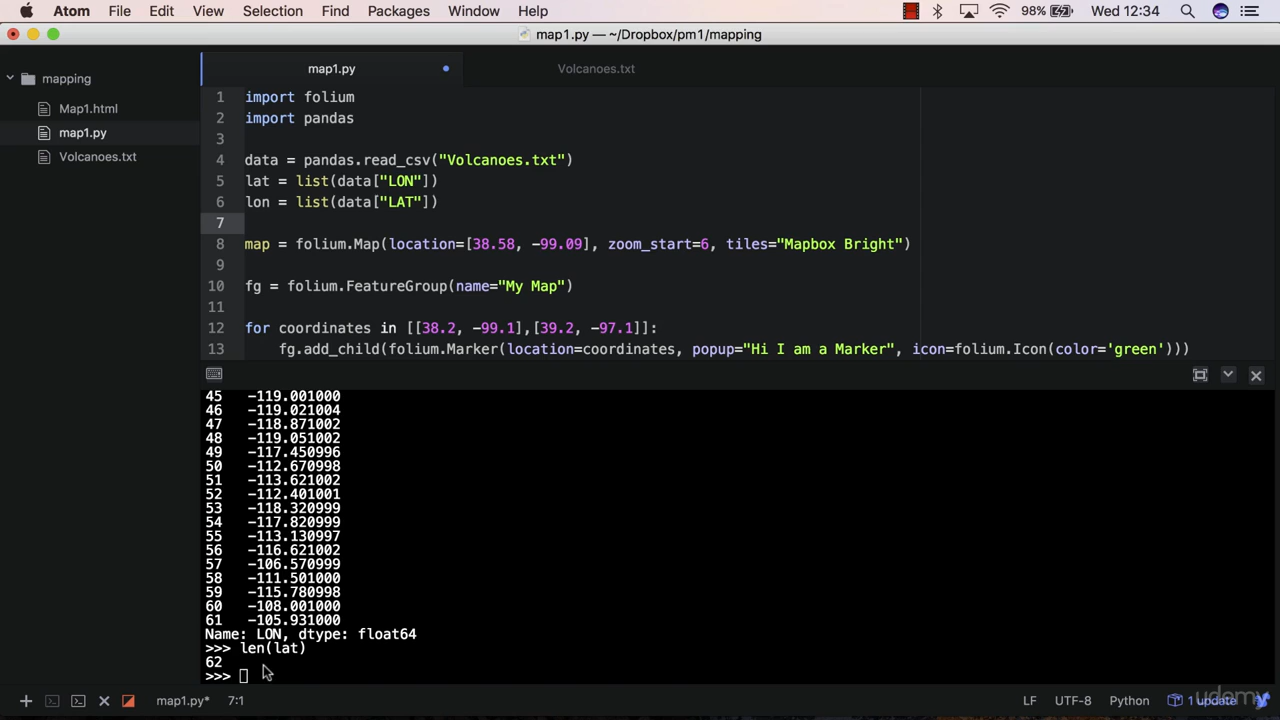 Atom File Edit View Selection Find Packages Window Help 98% Wed 12:34
map1.py — ~/Dropbox/pm1/mapping
mapping
Map1.html
map1.py
Volcanoes.txt
map1.py Volcanoes.txt
1 import folium
2 import pandas
3
4 data = pandas.read_csv("Volcanoes.txt")
5 lat = list(data["LON"])
6 lon = list(data["LAT"])
7
8 map = folium.Map(location=[38.58, -99.09], zoom_start=6, tiles="Mapbox Bright")
9
10 fg = folium.FeatureGroup(name="My Map")
11
12 for coordinates in [[38.2, -99.1],[39.2, -97.1]]:
13 fg.add_child(folium.Marker(location=coordinates, popup="Hi I am a Marker", icon=folium.Icon(color='green')))
45 -119.001000
46 -119.021004
47 -118.871002
48 -119.051002
49 -117.450996
50 -112.670998
51 -113.621002
52 -112.401001
53 -118.320999
54 -117.820999
55 -113.130997
56 -116.621002
57 -106.570999
58 -111.501000
59 -115.780998
60 -108.001000
61 -105.931000
Name: LON, dtype: float64
>>> len(lat)
62
>>>
map1.py* 7:1 LF UTF-8 Python 1 update
udemy